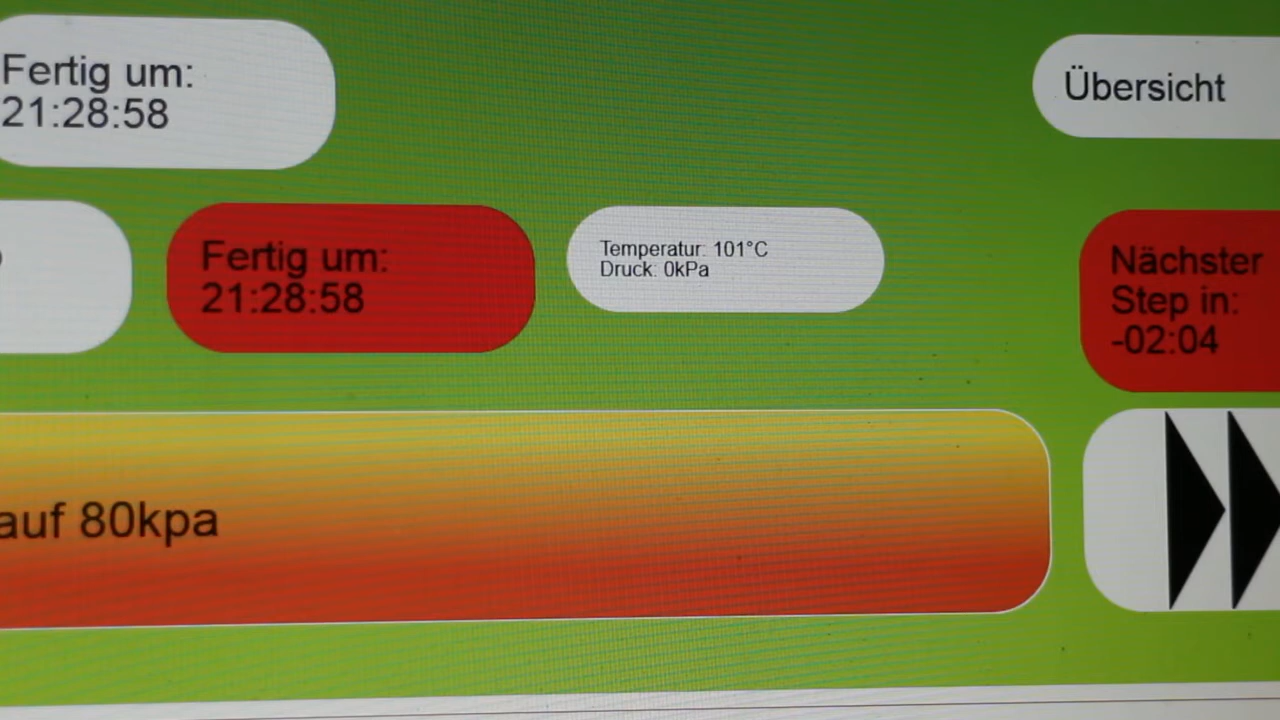 Fertig um:
21:28:58
Übersicht
Fertig um:
21:28:58
Temperatur: 101°C
Druck: 0kPa
Nächster
Step in:
-02:04
auf 80kpa